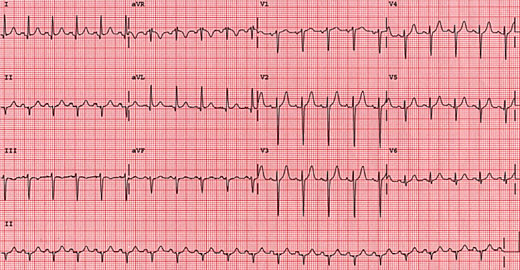 I aVR V1 V4
II aVL V2 V5
III aVF V3 V6
II